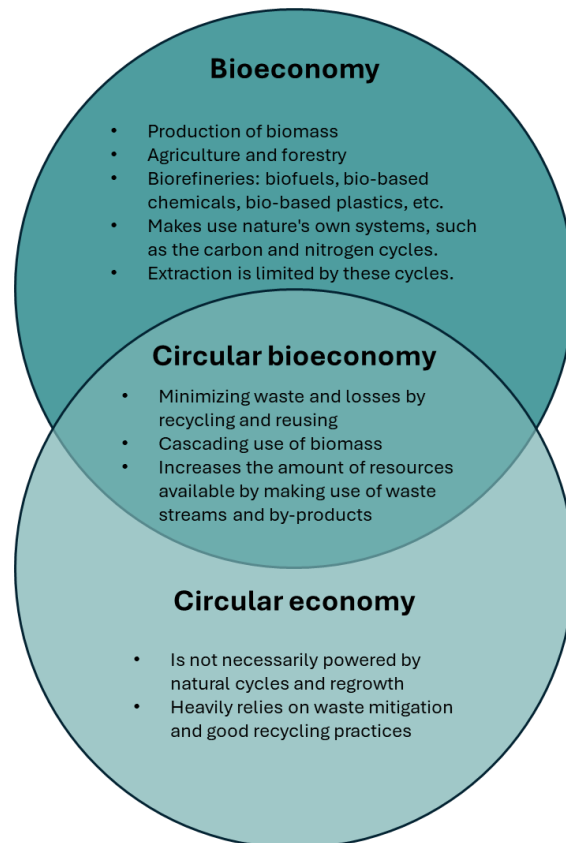 Bioeconomy
• Production of biomass
• Agriculture and forestry
• Biorefineries: biofuels, bio-based
chemicals, bio-based plastics, etc.
• Makes use nature's own systems, such
as the carbon and nitrogen cycles.
• Extraction is limited by these cycles.
Circular bioeconomy
• Minimizing waste and losses by
recycling and reusing
• Cascading use of biomass
• Increases the amount of resources
available by making use of waste
streams and by-products
Circular economy
• Is not necessarily powered by
natural cycles and regrowth
• Heavily relies on waste mitigation
and good recycling practices